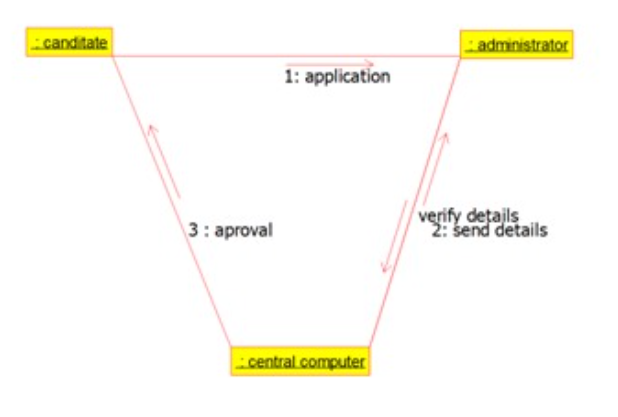 : canditate
: administrator
1: application
verify details
2: send details
3 : aproval
: central computer